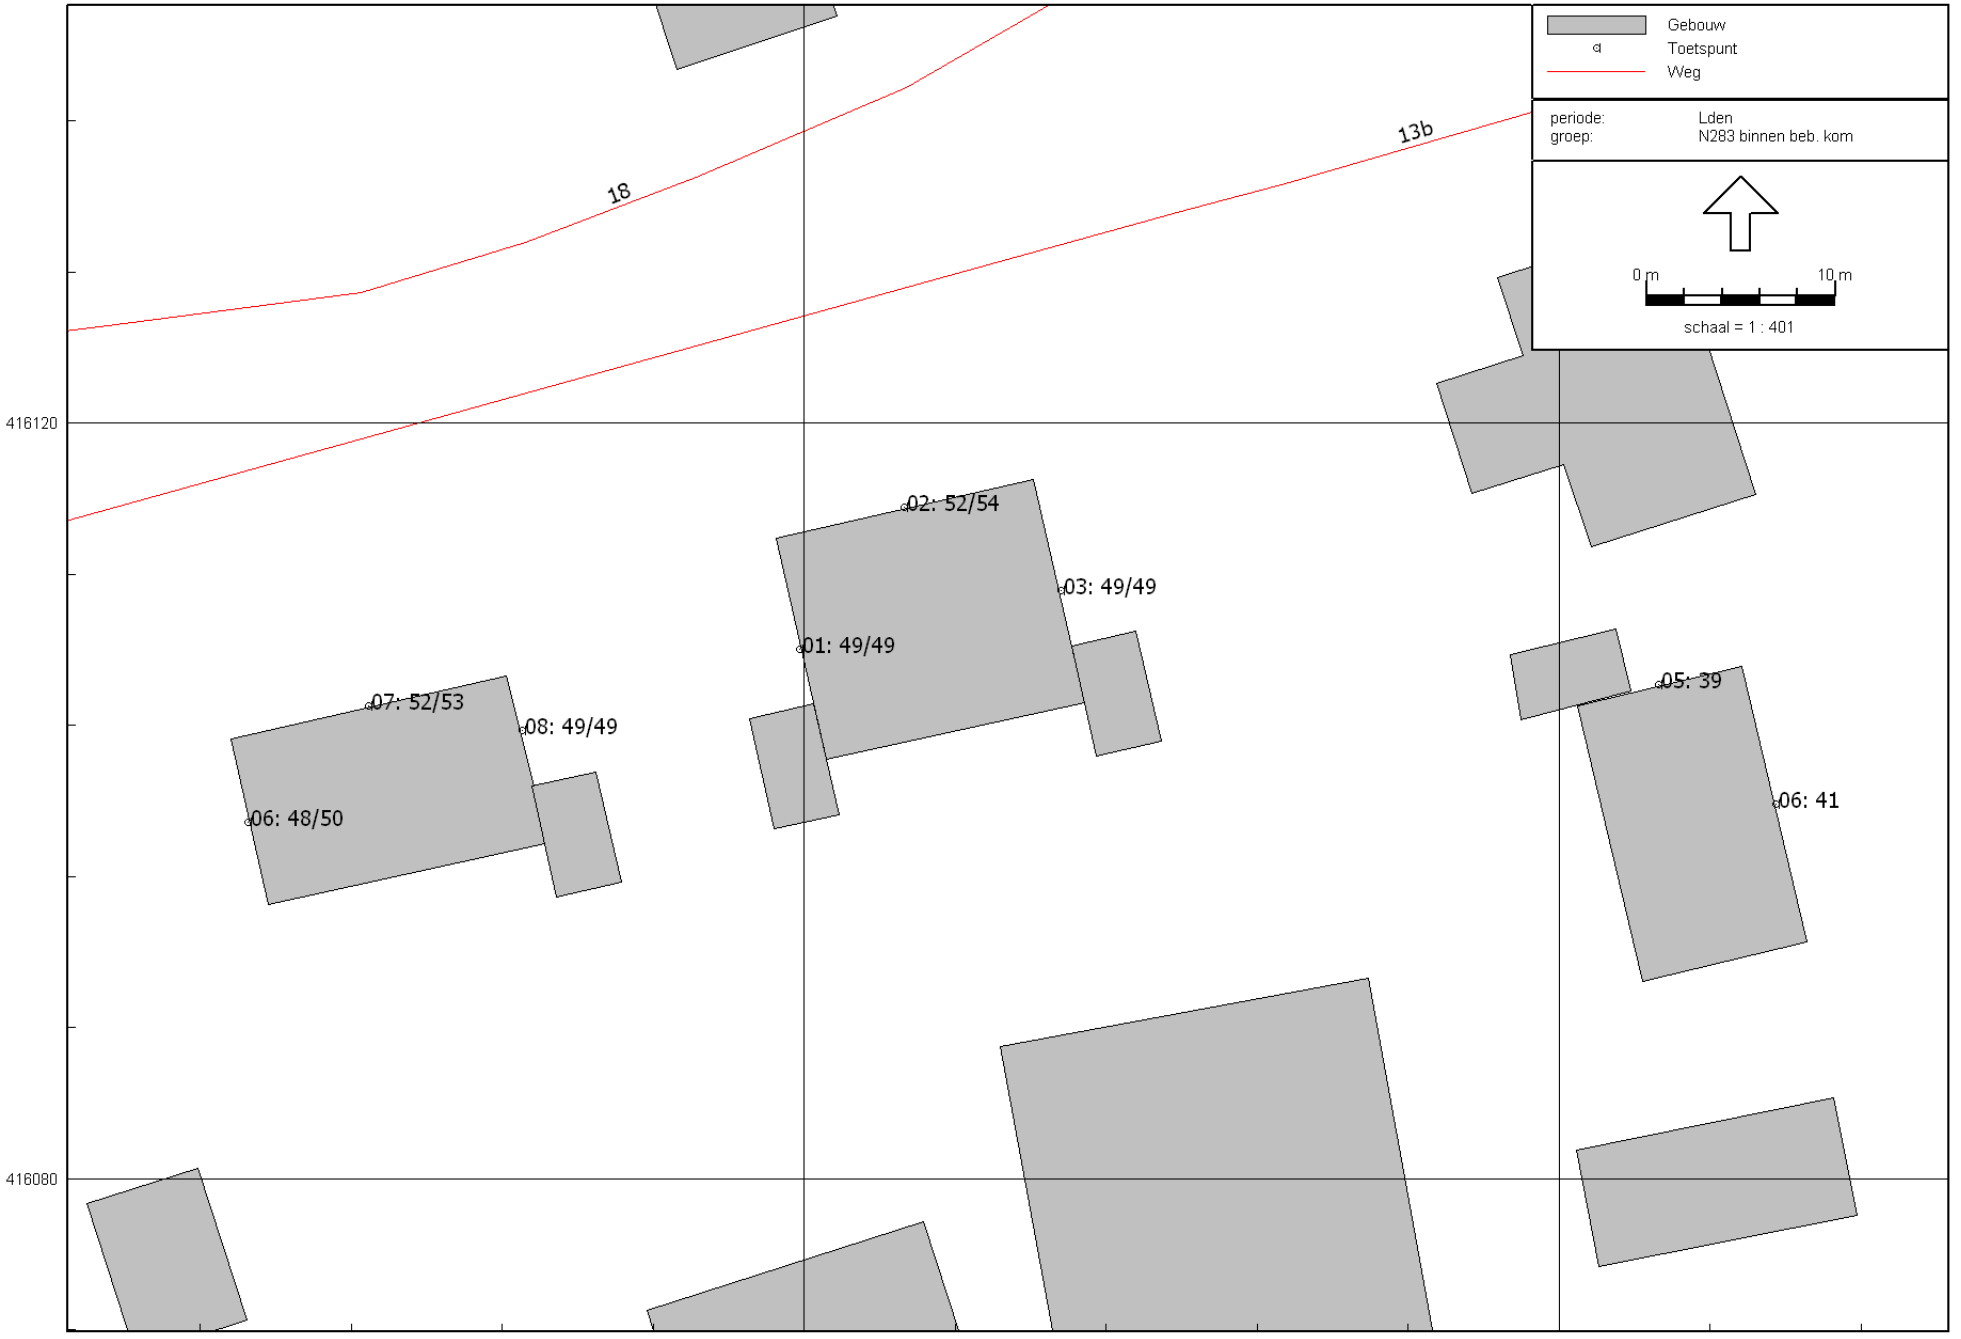 Gebouw
Toetspunt
Weg
periode: Lden
groep: N283 binnen beb. kom
0 m 10 m
schaal = 1 : 401
13b
18
416120
02: 52/54
03: 49/49
01: 49/49
05: 39
07: 52/53
08: 49/49
06: 41
06: 48/50
416080